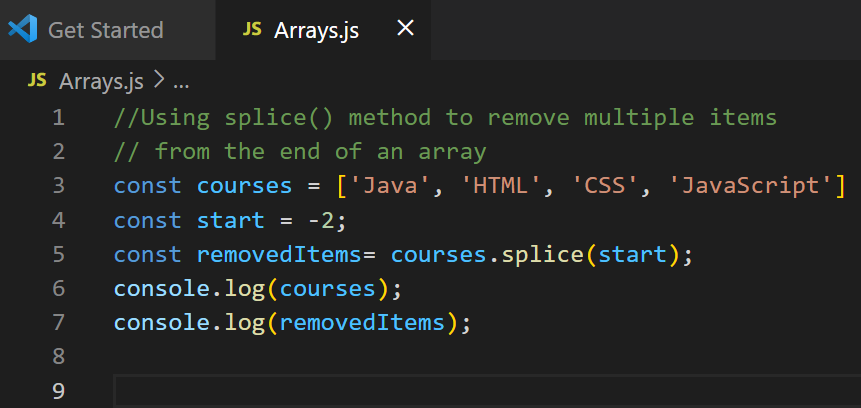 Get Started
JS Arrays.js ×
JS Arrays.js > ...
1 //Using splice() method to remove multiple items
2 // from the end of an array
3 const courses = ['Java', 'HTML', 'CSS', 'JavaScript']
4 const start = -2;
5 const removedItems= courses.splice(start);
6 console.log(courses);
7 console.log(removedItems);
8
9